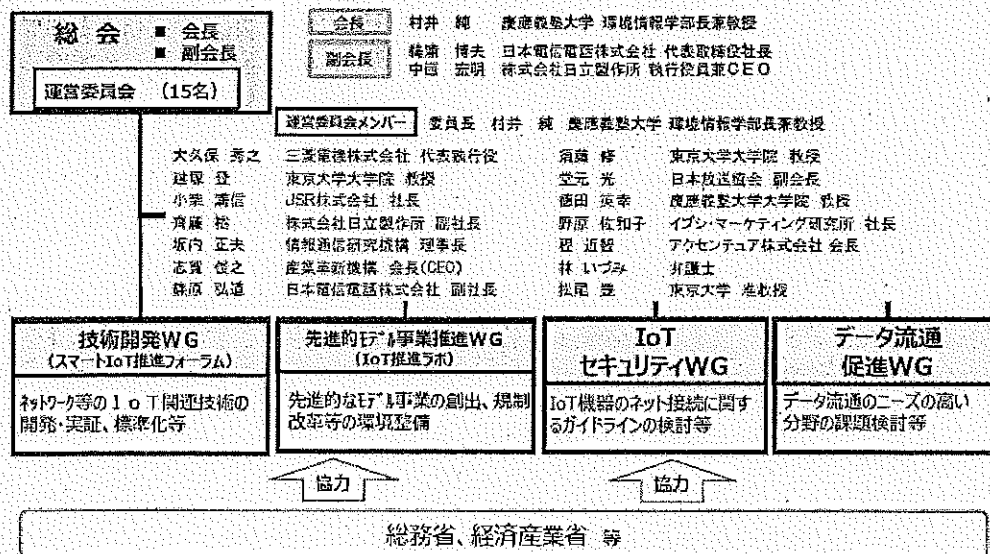 総会 ■ 会長
■ 副会長
運営委員会 (15名)
会長 村井 純 慶應義塾大学 環境情報学部長兼教授
副会長 鵜浦 博夫 日本電信電話株式会社 代表取締役社長
中西 宏明 株式会社日立製作所 執行役員兼CEO
運営委員会メンバー 委員長 村井 純 慶應義塾大学 環境情報学部長兼教授
大久保 秀之 三菱電機株式会社 代表執行役
越塚 登 東京大学大学院 教授
小柴 満信 JSR株式会社 社長
齊藤 裕 株式会社日立製作所 副社長
坂内 正夫 情報通信研究機構 理事長
志賀 俊之 産業革新機構 会長(CEO)
篠原 弘道 日本電信電話株式会社 副社長
須藤 修 東京大学大学院 教授
堂元 光 日本放送協会 副会長
徳田 英幸 慶應義塾大学大学院 教授
野原 佐和子 イプシ・マーケティング研究所 社長
程 近智 アクセンチュア株式会社 会長
林 いづみ 弁護士
松尾 豊 東京大学 准教授
技術開発WG
(スマートIoT推進フォーラム)
ネットワーク等のIoT関連技術の
開発・実証、標準化等
先進的モデル事業推進WG
(IoT推進ラボ)
先進的なモデル事業の創出、規制
改革等の環境整備
IoT
セキュリティWG
IoT機器のネット接続に関す
るガイドラインの検討等
データ流通
促進WG
データ流通のニーズの高い
分野の課題検討等
協力
協力
総務省、経済産業省 等